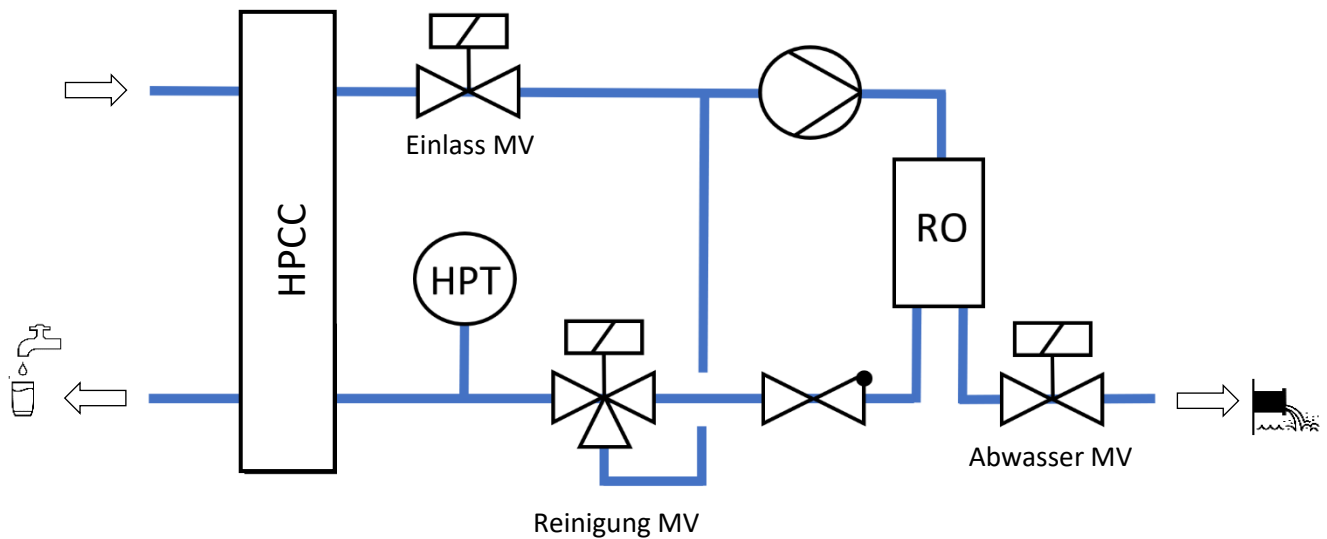 Einlass MV
HPCC
RO
HPT
Abwasser MV
Reinigung MV